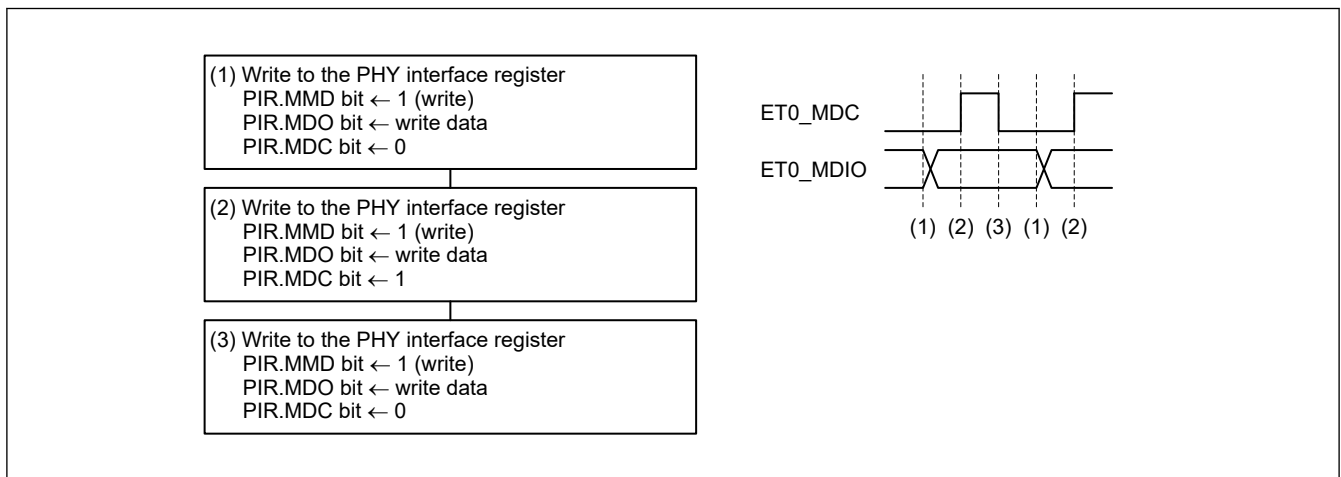 (1) Write to the PHY interface register
PIR.MMD bit ← 1 (write)
PIR.MDO bit ← write data
PIR.MDC bit ← 0
(2) Write to the PHY interface register
PIR.MMD bit ← 1 (write)
PIR.MDO bit ← write data
PIR.MDC bit ← 1
(3) Write to the PHY interface register
PIR.MMD bit ← 1 (write)
PIR.MDO bit ← write data
PIR.MDC bit ← 0
ET0_MDC
ET0_MDIO
(1) (2) (3) (1) (2)